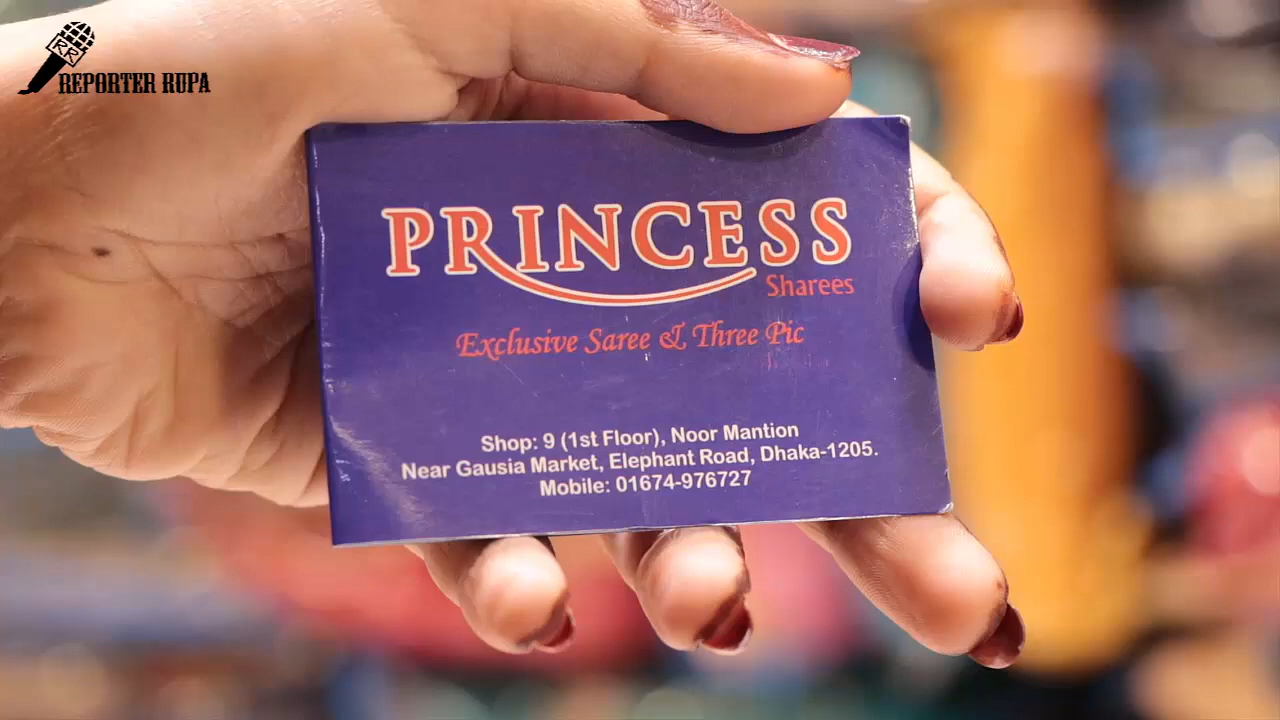 REPORTER RUPA
PRINCESS
Sharees
Exclusive Saree & Three Pic
Shop: 9 (1st Floor), Noor Mantion
Near Gausia Market, Elephant Road, Dhaka-1205.
Mobile: 01674-976727